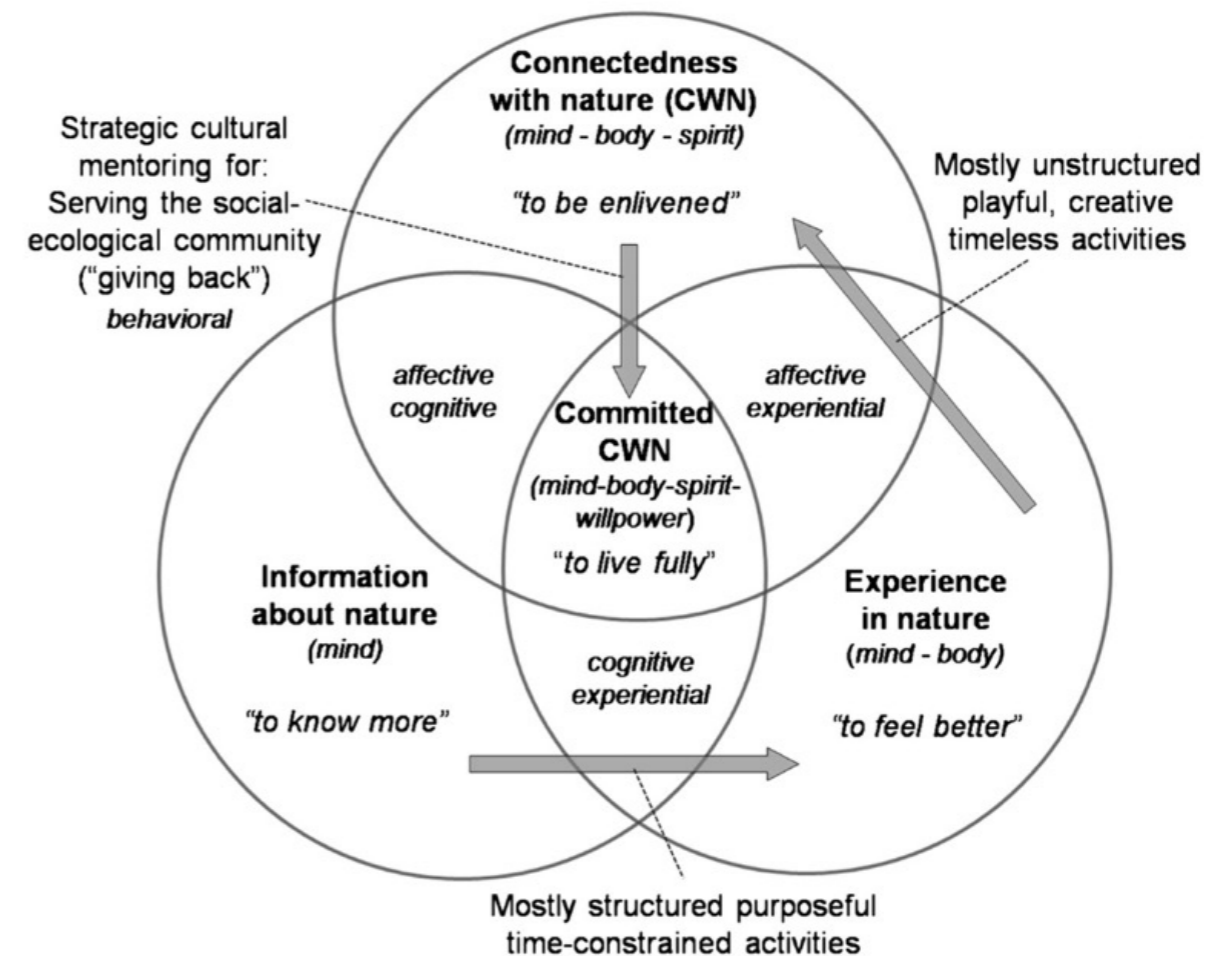 Connectedness
with nature (CWN)
(mind - body - spirit)
“to be enlivened”
Strategic cultural
mentoring for:
Serving the social-
ecological community
(“giving back”)
behavioral
Mostly unstructured
playful, creative
timeless activities
affective
cognitive
affective
experiential
Committed
CWN
(mind-body-spirit-
willpower)
“to live fully”
Information
about nature
(mind)
“to know more”
Experience
in nature
(mind - body)
“to feel better”
cognitive
experiential
Mostly structured purposeful
time-constrained activities